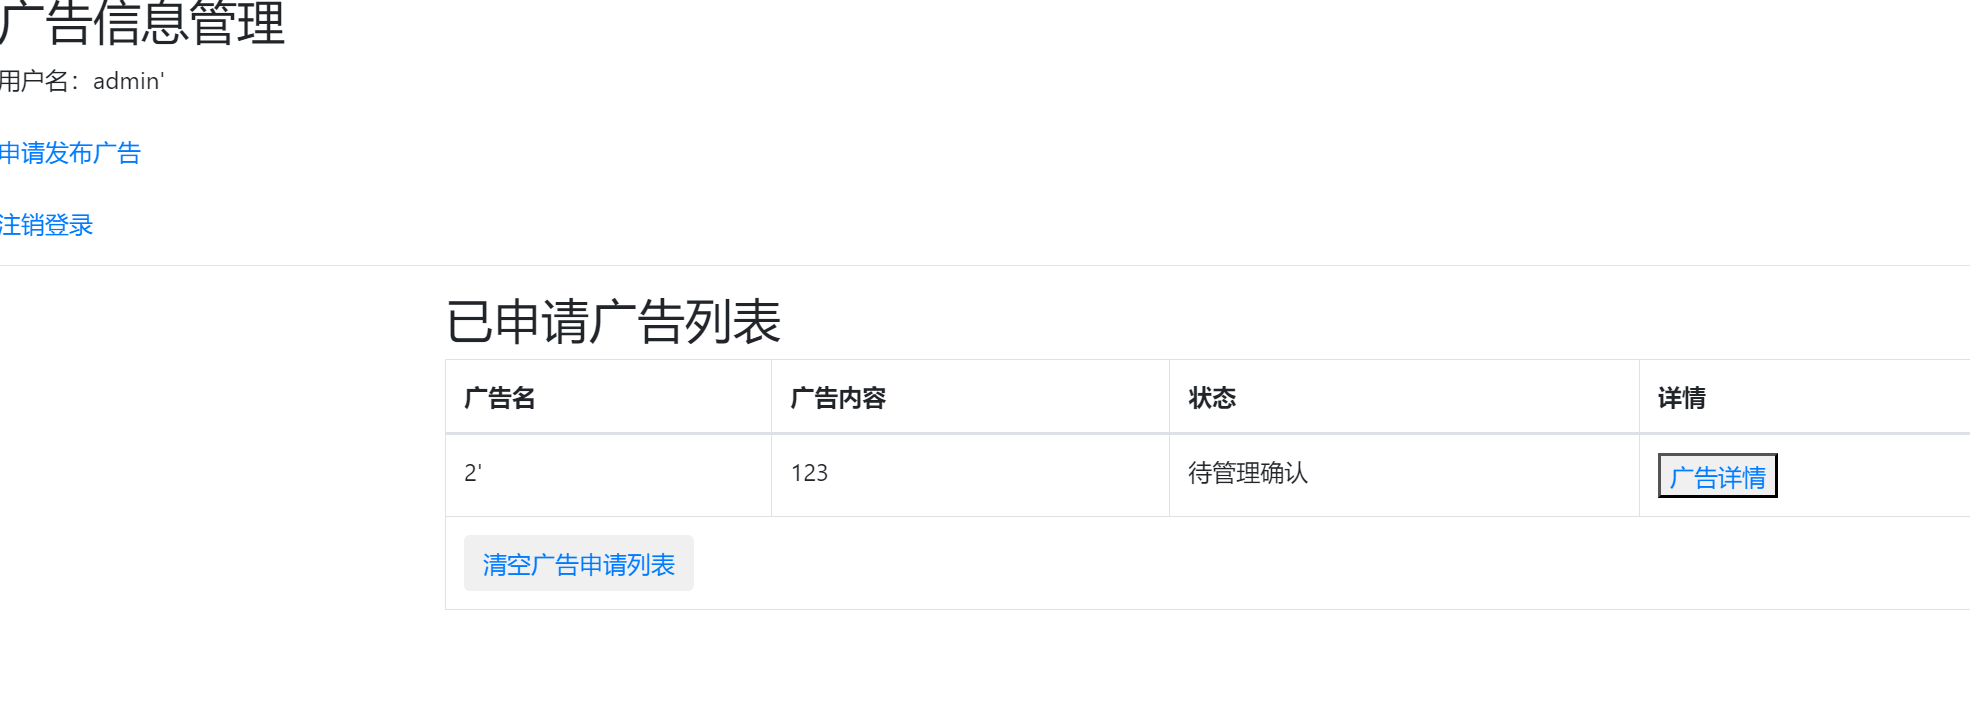 广告信息管理
用户名：admin'
申请发布广告
注销登录
已申请广告列表
广告名 广告内容 状态 详情
2' 123 待管理确认 广告详情
清空广告申请列表